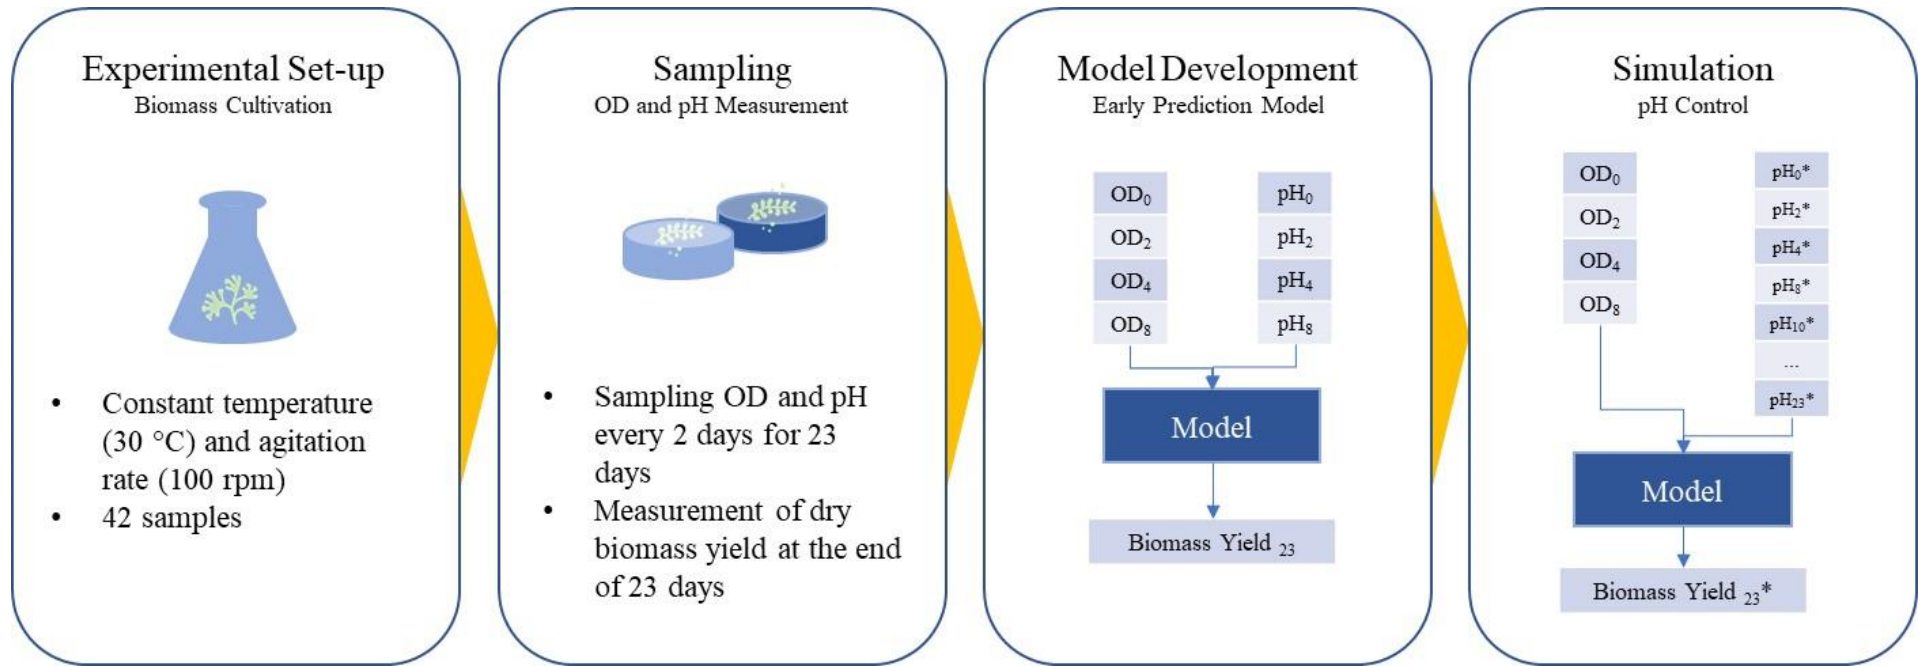 Experimental Set-up
Biomass Cultivation
• Constant temperature
(30 °C) and agitation
rate (100 rpm)
• 42 samples
Sampling
OD and pH Measurement
• Sampling OD and pH
every 2 days for 23
days
• Measurement of dry
biomass yield at the end
of 23 days
Model Development
Early Prediction Model
OD₀ pH₀
OD₂ pH₂
OD₄ pH₄
OD₈ pH₈
Model
Biomass Yield ₂₃
Simulation
pH Control
OD₀
OD₂
OD₄
OD₈
pH₀*
pH₂*
pH₄*
pH₈*
pH₁₀*
...
pH₂₃*
Model
Biomass Yield ₂₃*